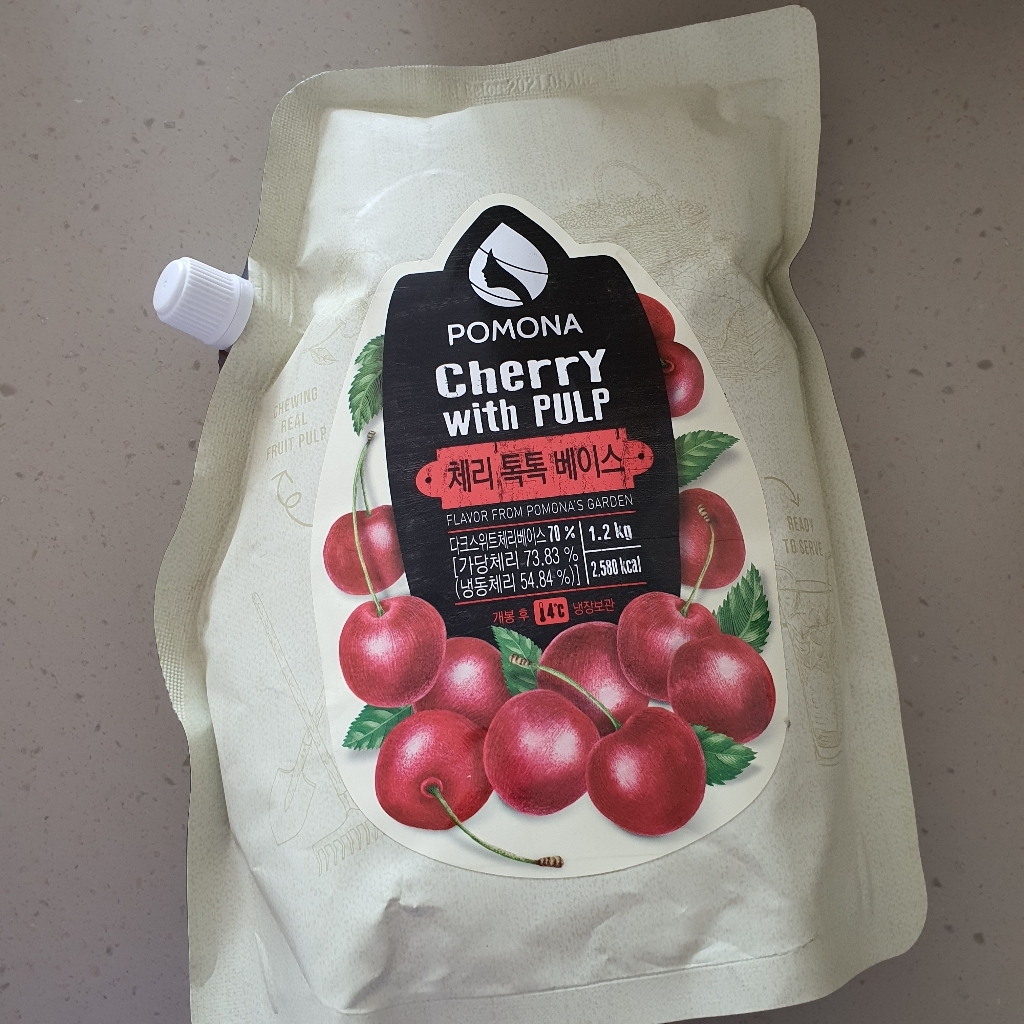 POMONA
Cherry
with PULP
체리 톡톡 베이스
FLAVOR FROM POMONA'S GARDEN
다크스위트체리베이스 70 %
[가당체리 73.83 %
(냉동체리 54.84 %)]
1.2 kg
2,580 kcal
개봉 후 4℃ 냉장보관
CHEWING
REAL
FRUIT PULP
READY
TO SERVE